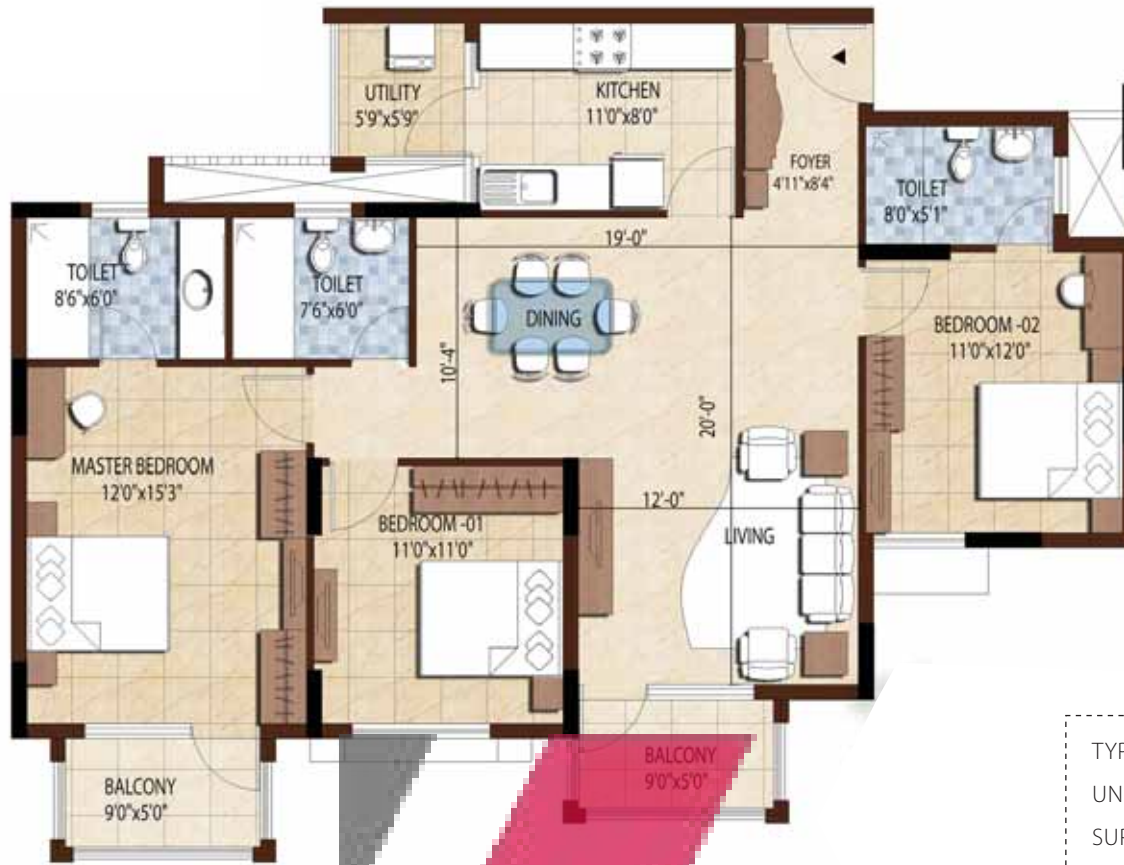 UTILITY
5'9"x5'9"
KITCHEN
11'0"x8'0"
FOYER
4'11"x8'4"
TOILET
8'0"x5'1"
TOILET
8'6"x6'0"
TOILET
7'6"x6'0"
19'-0"
DINING
10'-4"
20'-0"
BEDROOM -02
11'0"x12'0"
MASTER BEDROOM
12'0"x15'3"
BEDROOM -01
11'0"x11'0"
12'-0"
LIVING
BALCONY
9'0"x5'0"
BALCONY
9'0"x5'0"
TYP
UN
SUP